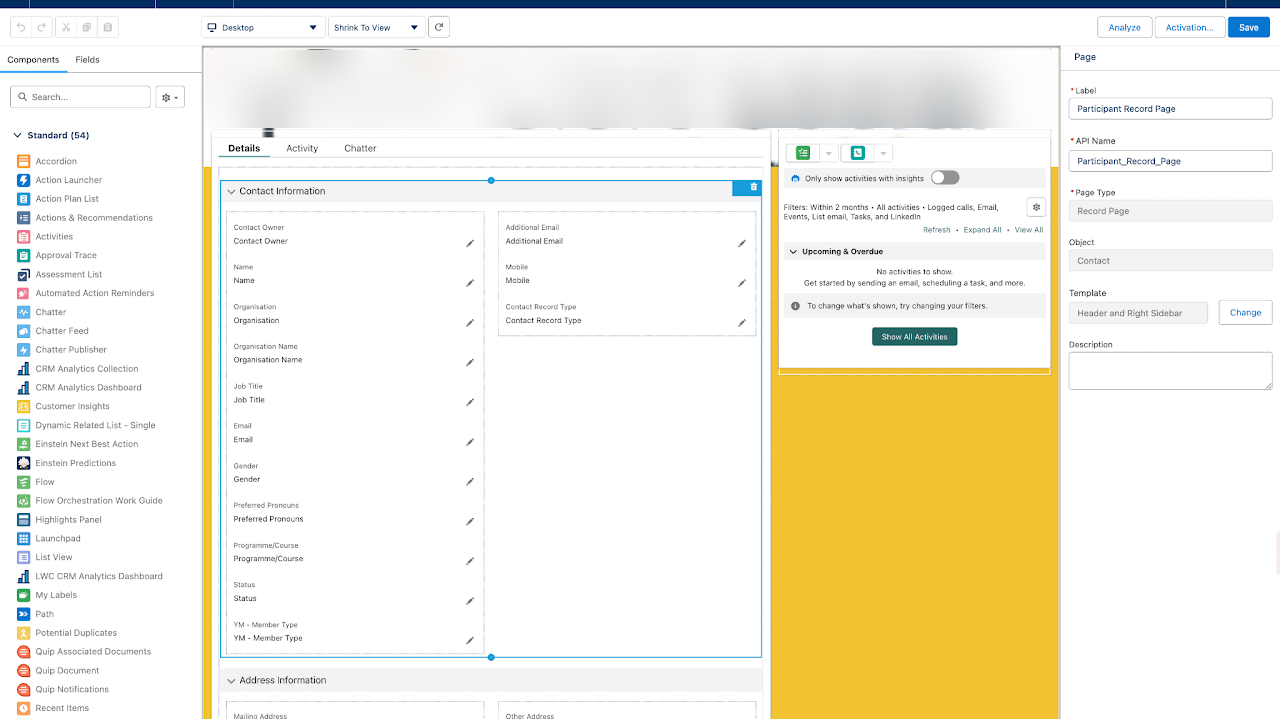 Desktop
Shrink To View
Analyze
Activation...
Save
Components
Fields
Search...
Standard (54)
Accordion
Action Launcher
Action Plan List
Actions & Recommendations
Activities
Approval Trace
Assessment List
Automated Action Reminders
Chatter
Chatter Feed
Chatter Publisher
CRM Analytics Collection
CRM Analytics Dashboard
Customer Insights
Dynamic Related List - Single
Einstein Next Best Action
Einstein Predictions
Flow
Flow Orchestration Work Guide
Highlights Panel
Launchpad
List View
LWC CRM Analytics Dashboard
My Labels
Path
Potential Duplicates
Quip Associated Documents
Quip Document
Quip Notifications
Recent Items
Details
Activity
Chatter
Contact Information
Contact Owner
Contact Owner
Name
Name
Organisation
Organisation
Organisation Name
Organisation Name
Job Title
Job Title
Email
Email
Gender
Gender
Preferred Pronouns
Preferred Pronouns
Programme/Course
Programme/Course
Status
Status
YM - Member Type
YM - Member Type
Additional Email
Additional Email
Mobile
Mobile
Contact Record Type
Contact Record Type
Address Information
Mailing Address
Other Address
Only show activities with insights
Filters: Within 2 months • All activities • Logged calls, Email,
Events, List email, Tasks, and LinkedIn
Refresh • Expand All • View All
Upcoming & Overdue
No activities to show.
Get started by sending an email, scheduling a task, and more.
To change what's shown, try changing your filters.
Show All Activities
Page
*Label
Participant Record Page
*API Name
Participant_Record_Page
*Page Type
Record Page
Object
Contact
Template
Header and Right Sidebar
Change
Description